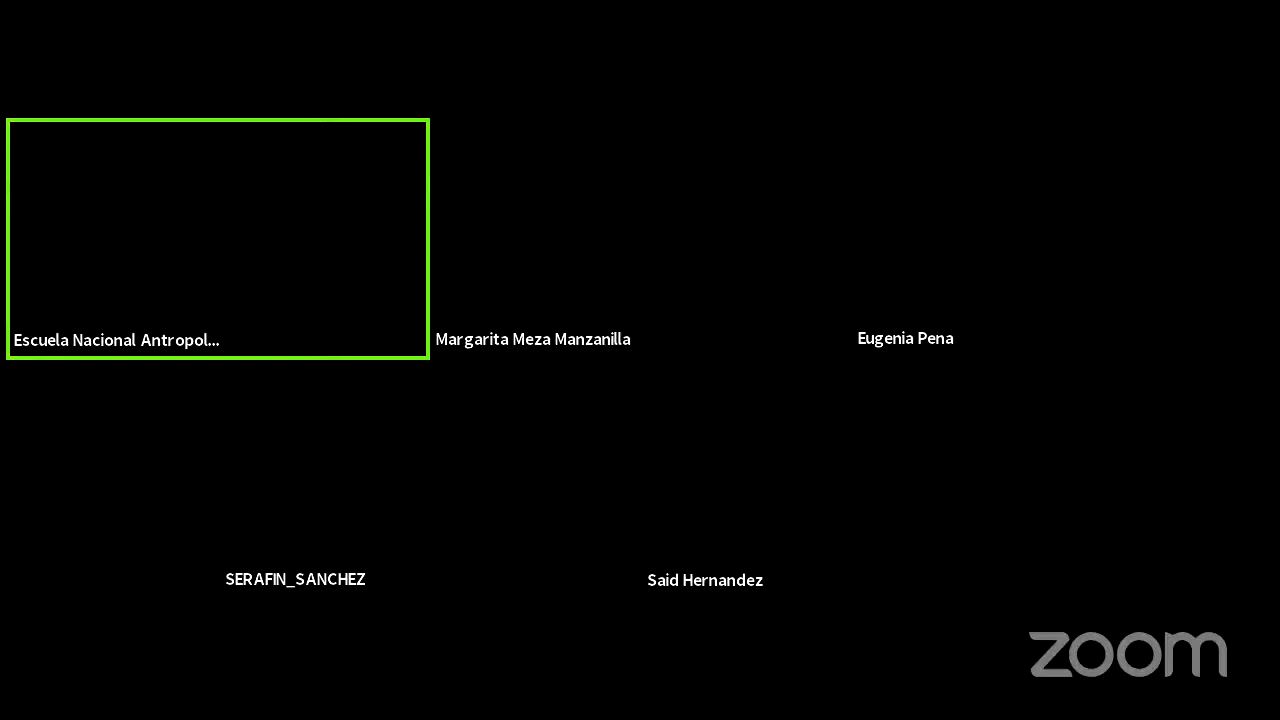 Escuela Nacional Antropol...
Margarita Meza Manzanilla
Eugenia Pena
SERAFIN_SANCHEZ
Said Hernandez
zoom